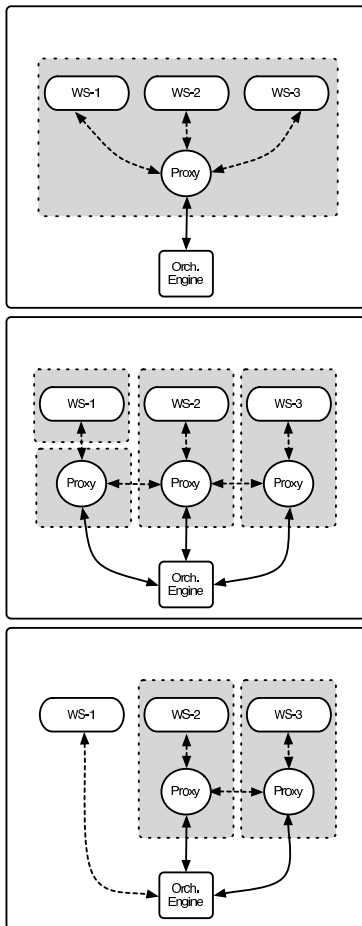 WS-1 WS-2 WS-3
Proxy
Orch.
Engine
WS-1 WS-2 WS-3
Proxy Proxy Proxy
Orch.
Engine
WS-1 WS-2 WS-3
Proxy Proxy
Orch.
Engine